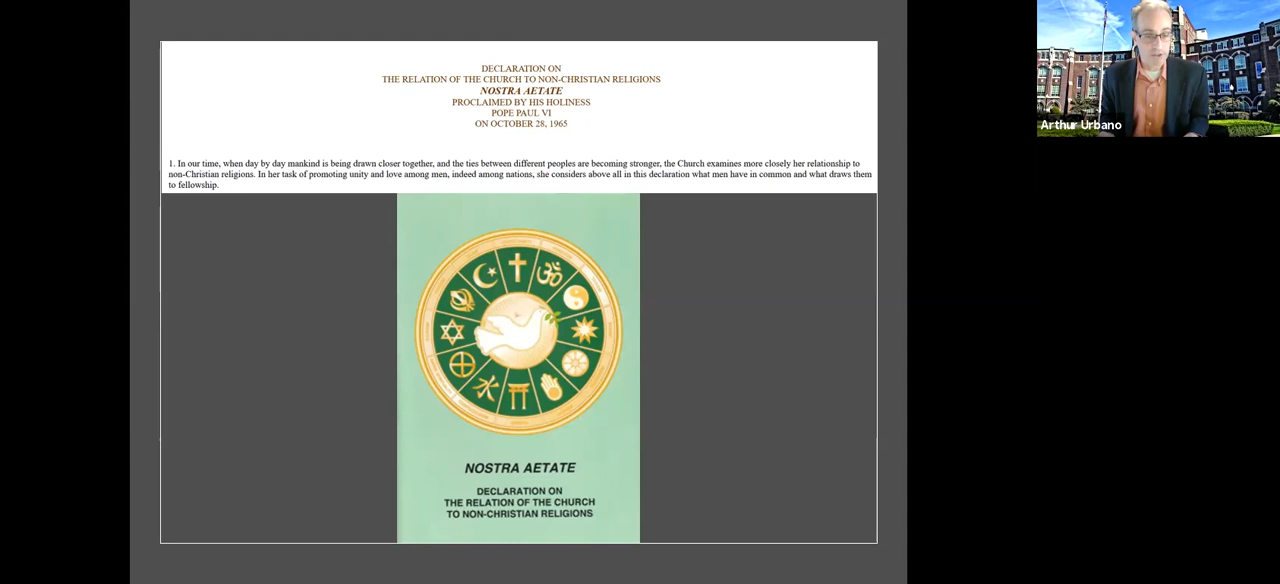 DECLARATION ON
THE RELATION OF THE CHURCH TO NON-CHRISTIAN RELIGIONS
NOSTRA AETATE
PROCLAIMED BY HIS HOLINESS
POPE PAUL VI
ON OCTOBER 28, 1965
1. In our time, when day by day mankind is being drawn closer together, and the ties between different peoples are becoming stronger, the Church examines more closely her relationship to
non-Christian religions. In her task of promoting unity and love among men, indeed among nations, she considers above all in this declaration what men have in common and what draws them
to fellowship.
ॐ
水
NOSTRA AETATE
DECLARATION ON
THE RELATION OF THE CHURCH
TO NON-CHRISTIAN RELIGIONS
Arthur Urbano